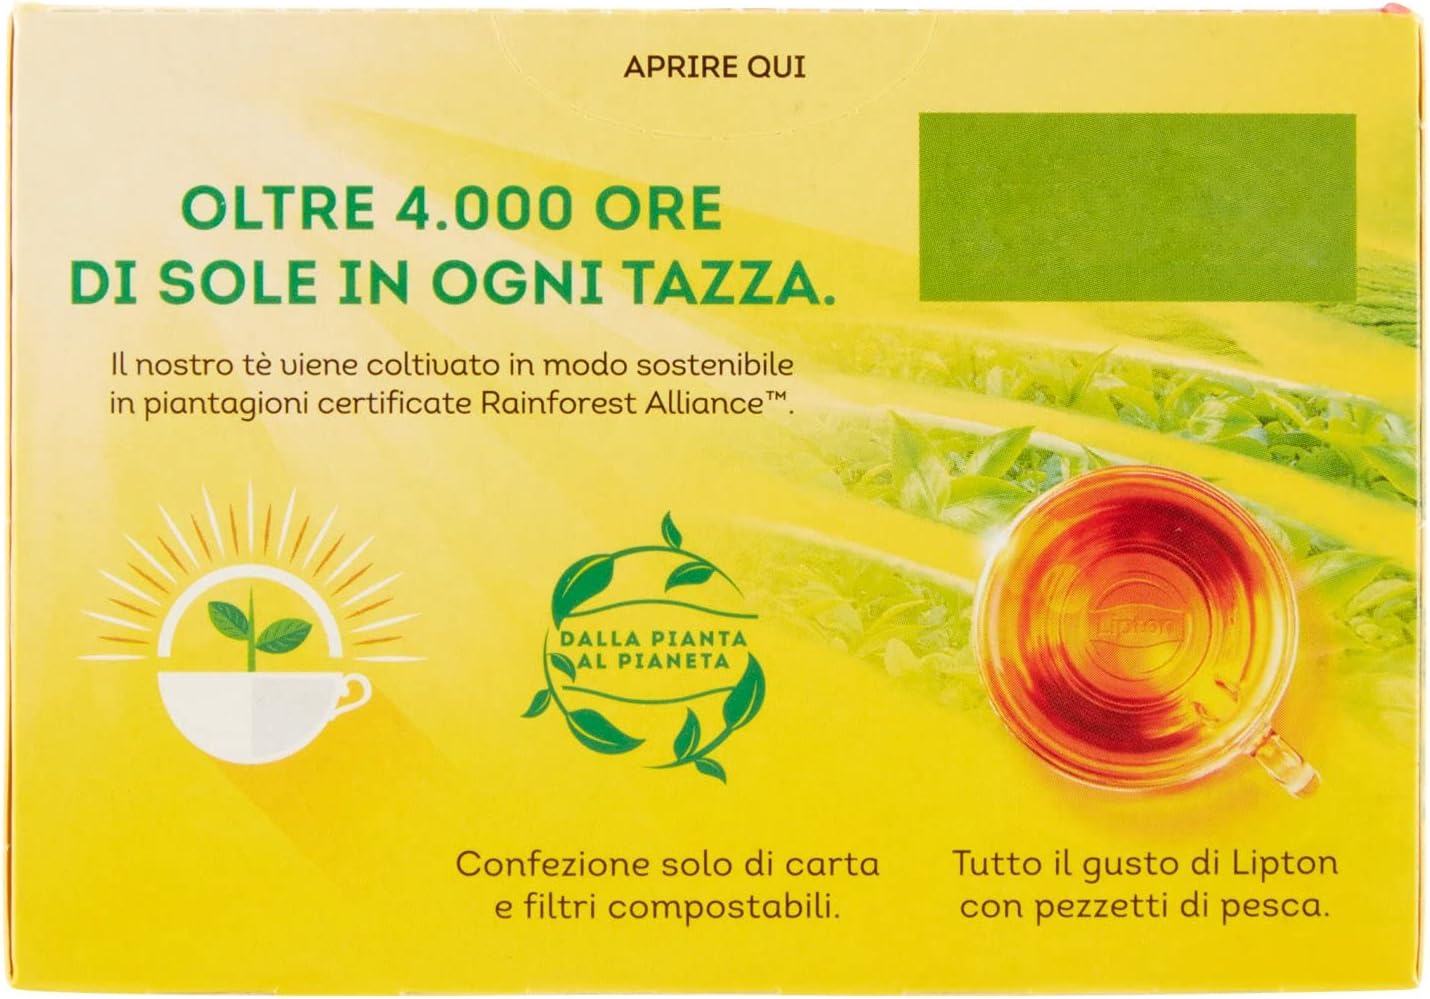 APRIRE QUI
OLTRE 4.000 ORE
DI SOLE IN OGNI TAZZA.
Il nostro tè viene coltivato in modo sostenibile
in piantagioni certificate Rainforest Alliance™.
DALLA PIANTA
AL PIANETA
Lipton
Confezione solo di carta
e filtri compostabili.
Tutto il gusto di Lipton
con pezzetti di pesca.